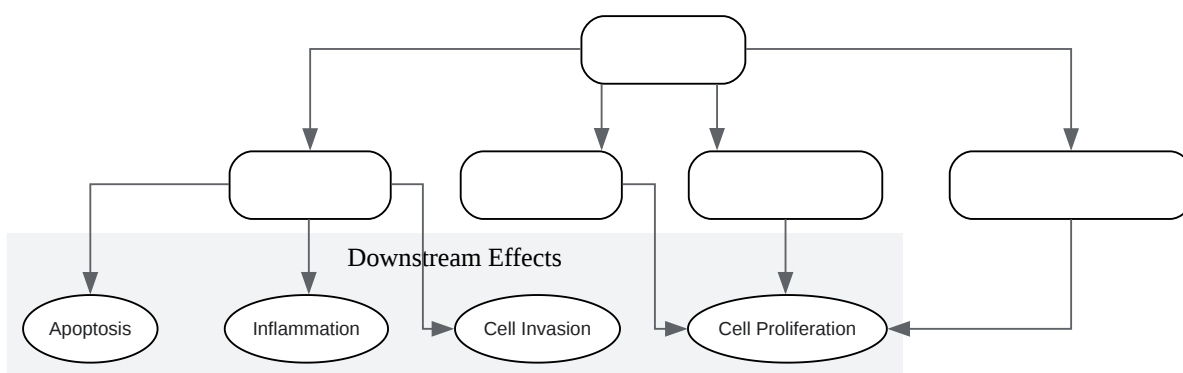 Downstream Effects
Apoptosis
Inflammation
Cell Invasion
Cell Proliferation